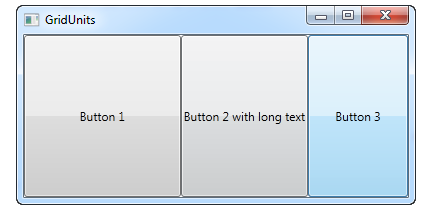 GridUnits
Button 1
Button 2 with long text
Button 3